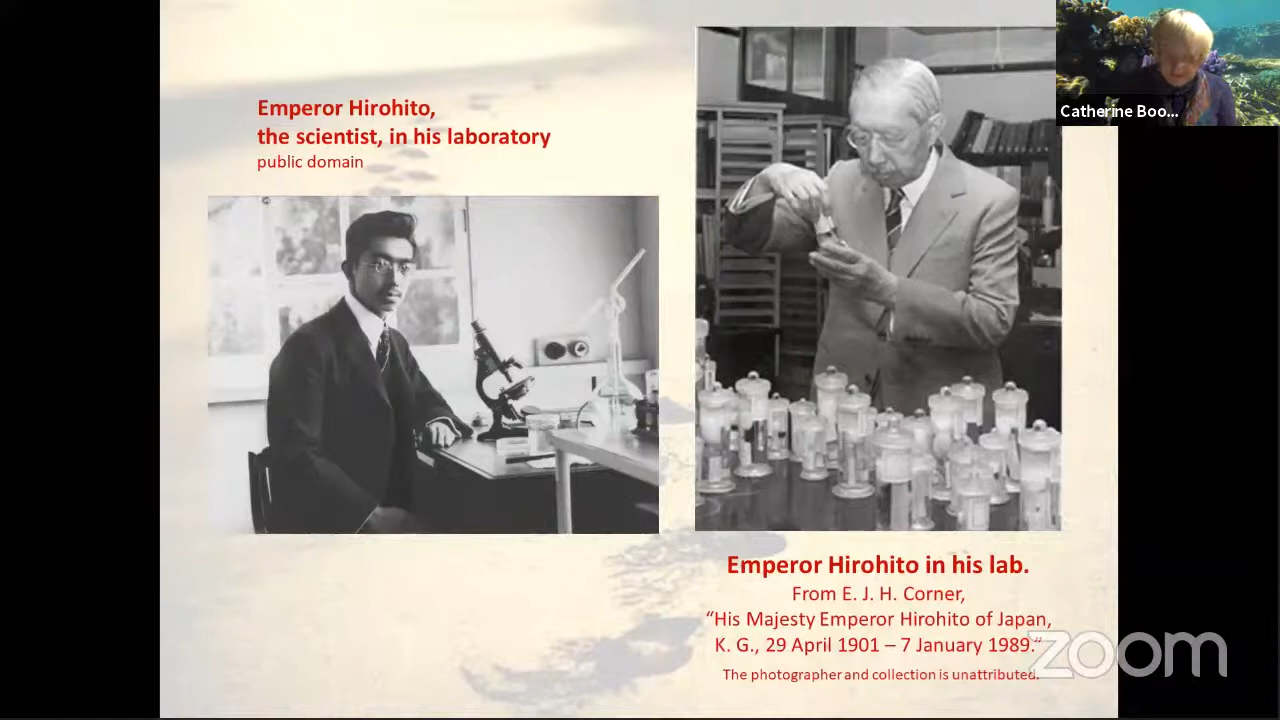 Emperor Hirohito,
the scientist, in his laboratory
public domain
Catherine Boo...
Emperor Hirohito in his lab.
From E. J. H. Corner,
“His Majesty Emperor Hirohito of Japan,
K. G., 29 April 1901 – 7 January 1989.”
The photographer and collection is unattributed.
zoom